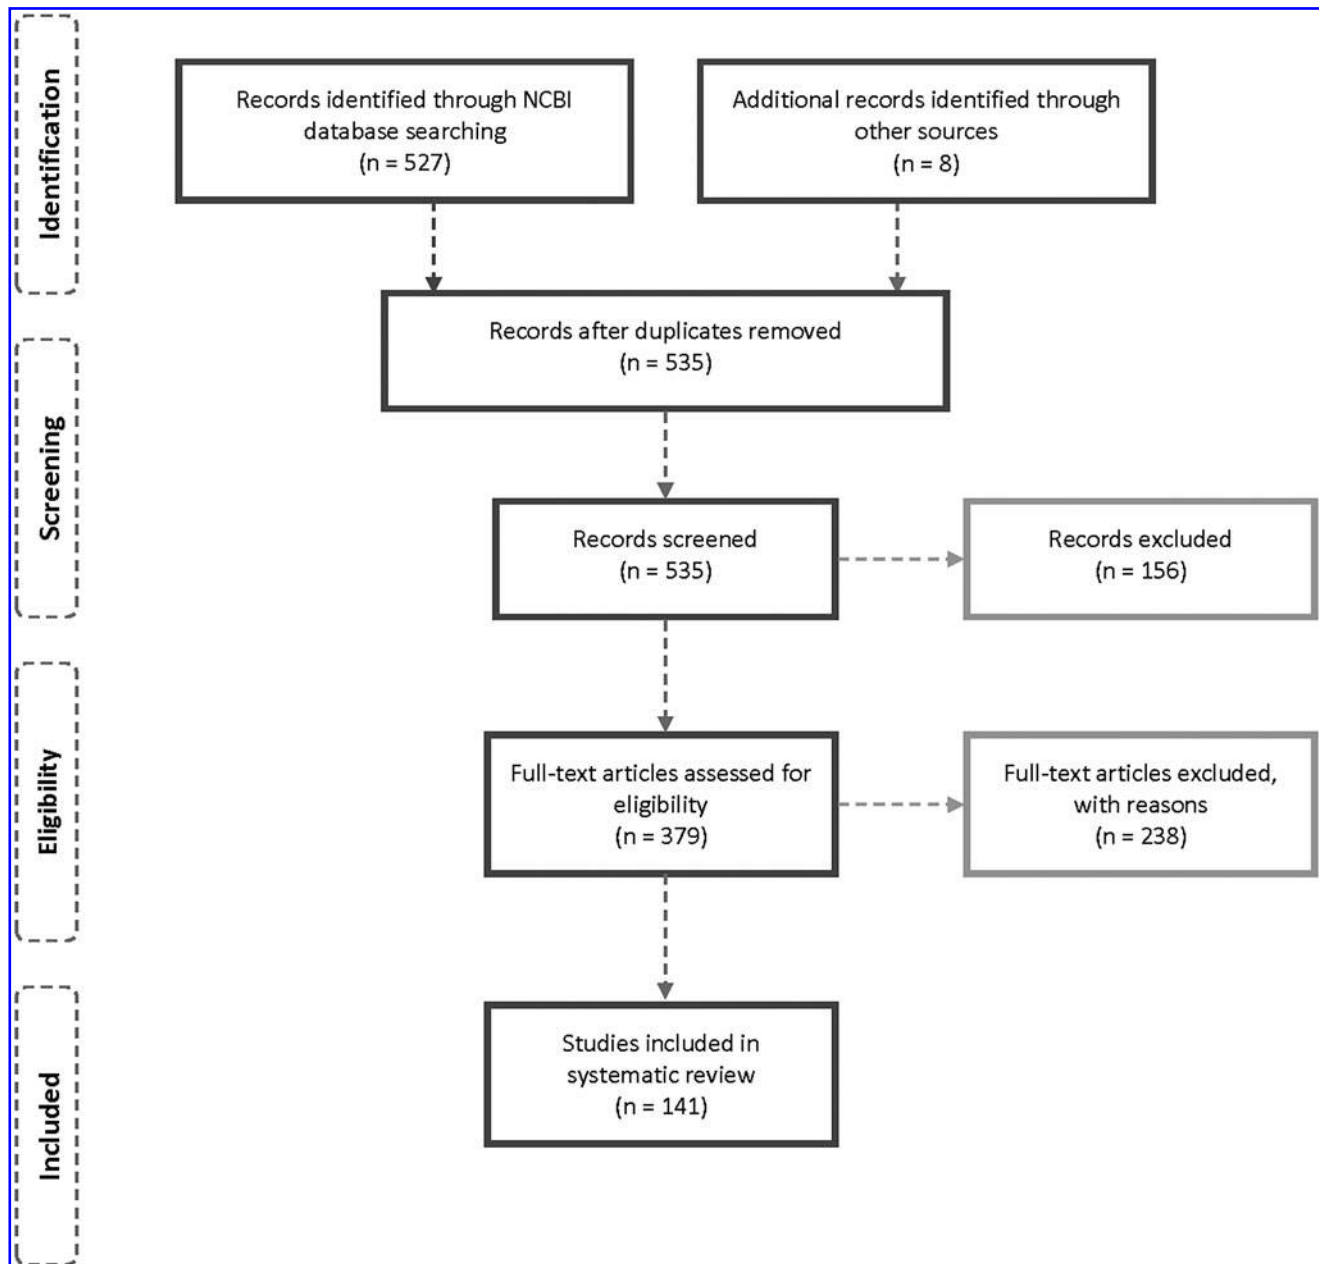 Identification
Records identified through NCBI
database searching
(n = 527)
Additional records identified through
other sources
(n = 8)
Screening
Records after duplicates removed
(n = 535)
Records screened
(n = 535)
Records excluded
(n = 156)
Eligibility
Full-text articles assessed for
eligibility
(n = 379)
Full-text articles excluded,
with reasons
(n = 238)
Included
Studies included in
systematic review
(n = 141)